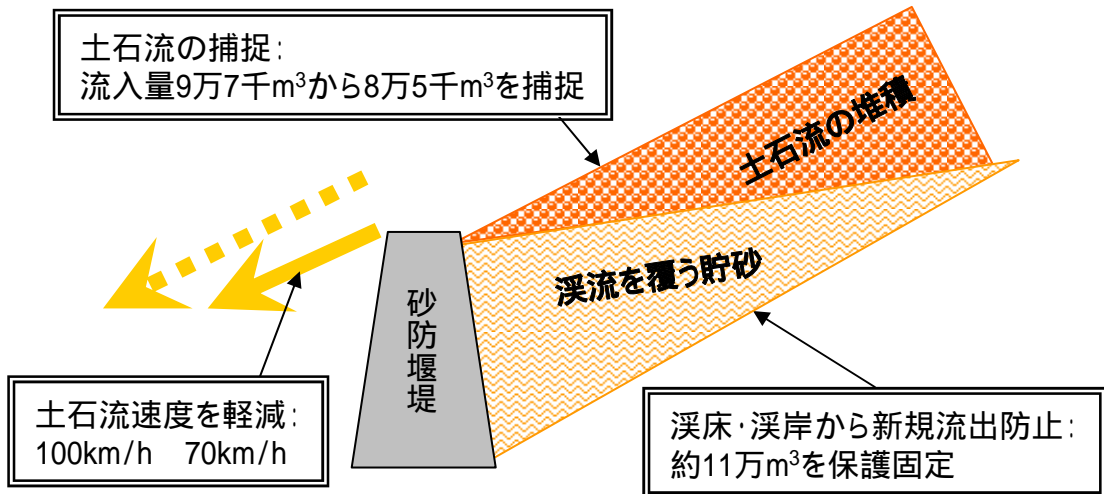 土石流の捕捉：
流入量9万7千m³から8万5千m³を捕捉
土石流の堆積
渓流を覆う貯砂
砂防堰堤
土石流速度を軽減：
100km/h　70km/h
渓床・渓岸から新規流出防止：
約11万m³を保護固定